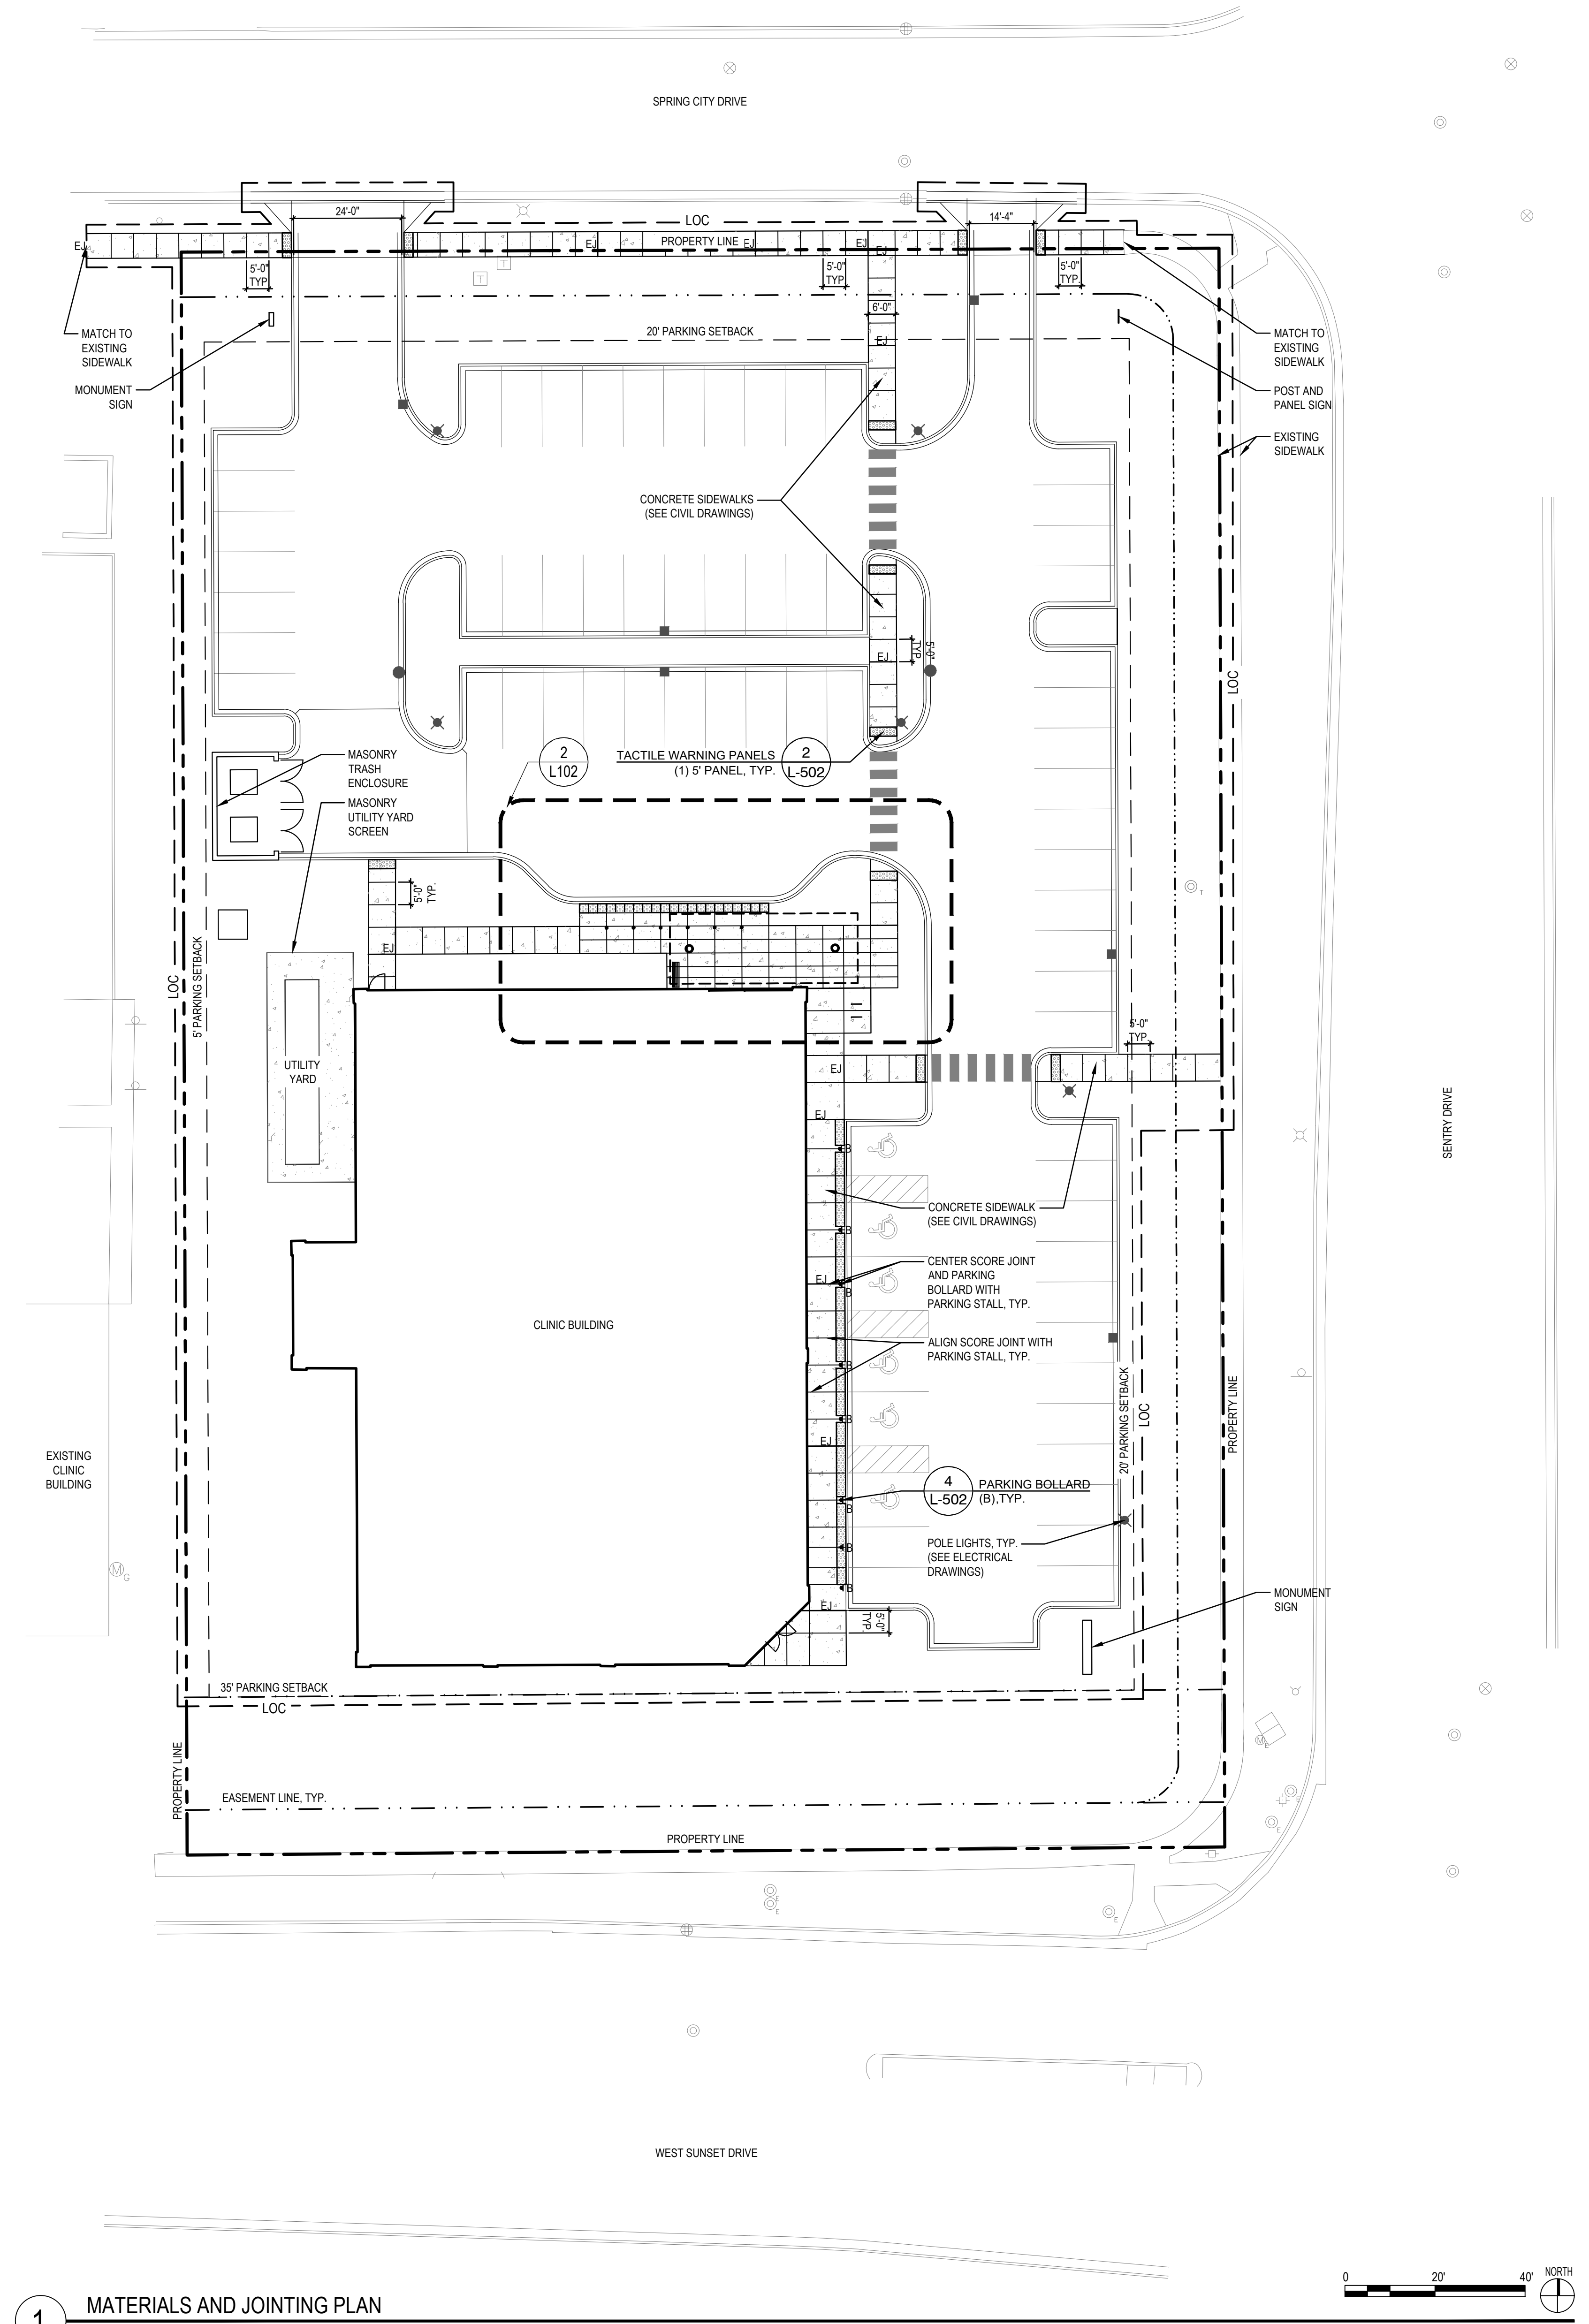 SPRING CITY DRIVE
24'-0"
LOC
14'-4"
EJ
EJ
PROPERTY LINE
EJ
EJ
EJ
5'-0"
TYP.
5'-0"
TYP.
5'-0"
TYP.
6'-0"
T
T
MATCH TO
EXISTING
SIDEWALK
20' PARKING SETBACK
EJ
MATCH TO
EXISTING
SIDEWALK
MONUMENT
SIGN
POST AND
PANEL SIGN
EXISTING
SIDEWALK
CONCRETE SIDEWALKS
(SEE CIVIL DRAWINGS)
EJ
5'-0"
TYP.
LOC
MASONRY
TRASH
ENCLOSURE
2
L102
TACTILE WARNING PANELS
(1) 5' PANEL, TYP.
2
L-502
MASONRY
UTILITY YARD
SCREEN
5'-0"
TYP.
T
EJ
LOC
5' PARKING SETBACK
5'-0"
TYP.
UTILITY
YARD
EJ
EJ
SENTRY DRIVE
B
CONCRETE SIDEWALK
(SEE CIVIL DRAWINGS)
B
CENTER SCORE JOINT
AND PARKING
BOLLARD WITH
PARKING STALL, TYP.
EJ
B
CLINIC BUILDING
ALIGN SCORE JOINT WITH
PARKING STALL, TYP.
B
20' PARKING SETBACK
LOC
PROPERTY LINE
B
EJ
EXISTING
CLINIC
BUILDING
4
L-502
PARKING BOLLARD
(B),TYP.
B
POLE LIGHTS, TYP.
(SEE ELECTRICAL
DRAWINGS)
B
M
G
B
EJ
5'-0"
TYP.
MONUMENT
SIGN
35' PARKING SETBACK
LOC
M
E
PROPERTY LINE
EASEMENT LINE, TYP.
E
E
PROPERTY LINE
E
E
E
WEST SUNSET DRIVE
0
20'
40'
NORTH
1
MATERIALS AND JOINTING PLAN